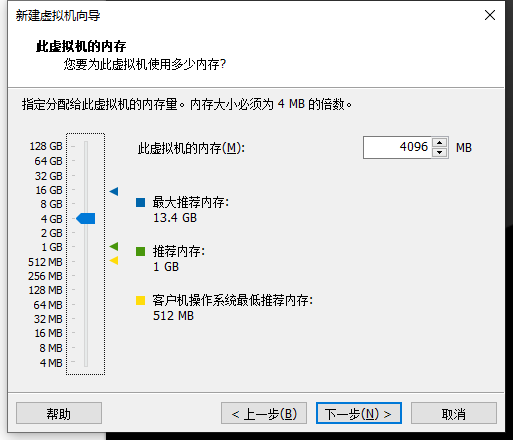 新建虚拟机向导
此虚拟机的内存
您要为此虚拟机使用多少内存?
指定分配给此虚拟机的内存量。内存大小必须为 4 MB 的倍数。
128 GB
64 GB
32 GB
16 GB
8 GB
4 GB
2 GB
1 GB
512 MB
256 MB
128 MB
64 MB
32 MB
16 MB
8 MB
4 MB
此虚拟机的内存(M):
4096 MB
最大推荐内存:
13.4 GB
推荐内存:
1 GB
客户机操作系统最低推荐内存:
512 MB
帮助
< 上一步(B)
下一步(N) >
取消